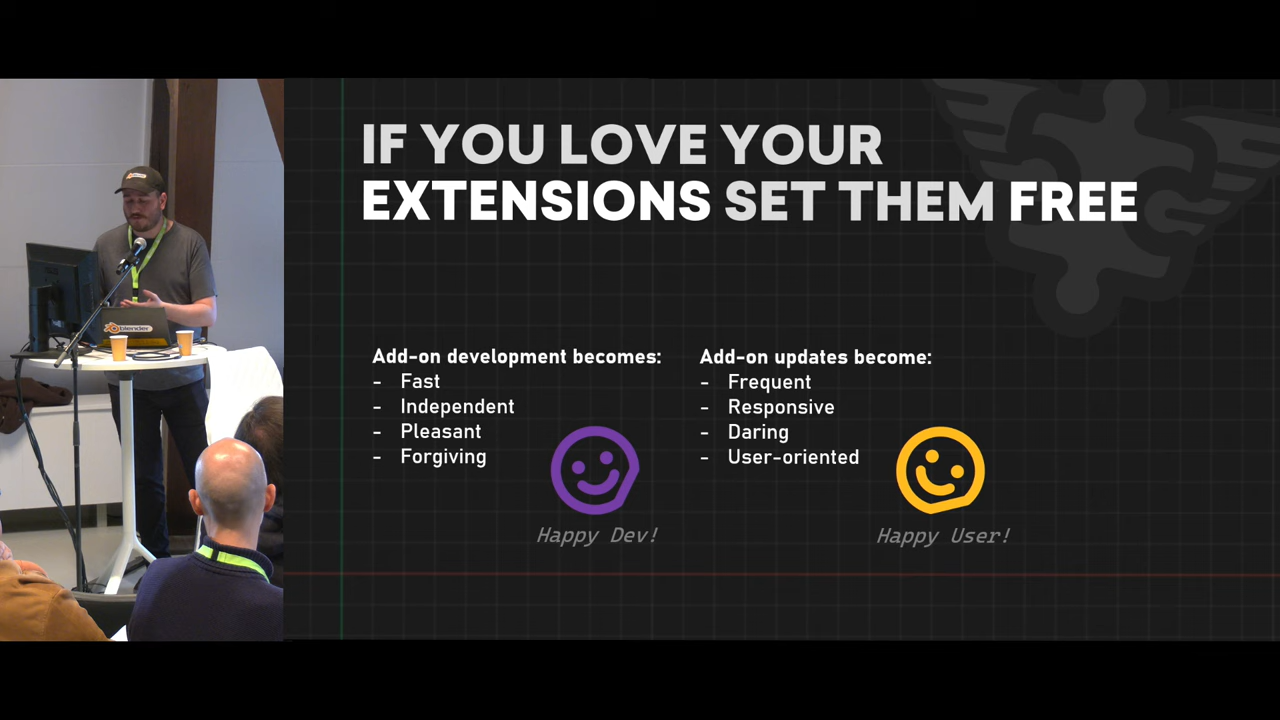 IF YOU LOVE YOUR
EXTENSIONS SET THEM FREE
Add-on development becomes:
- Fast
- Independent
- Pleasant
- Forgiving
Happy Dev!
Add-on updates become:
- Frequent
- Responsive
- Daring
- User-oriented
Happy User!
blender